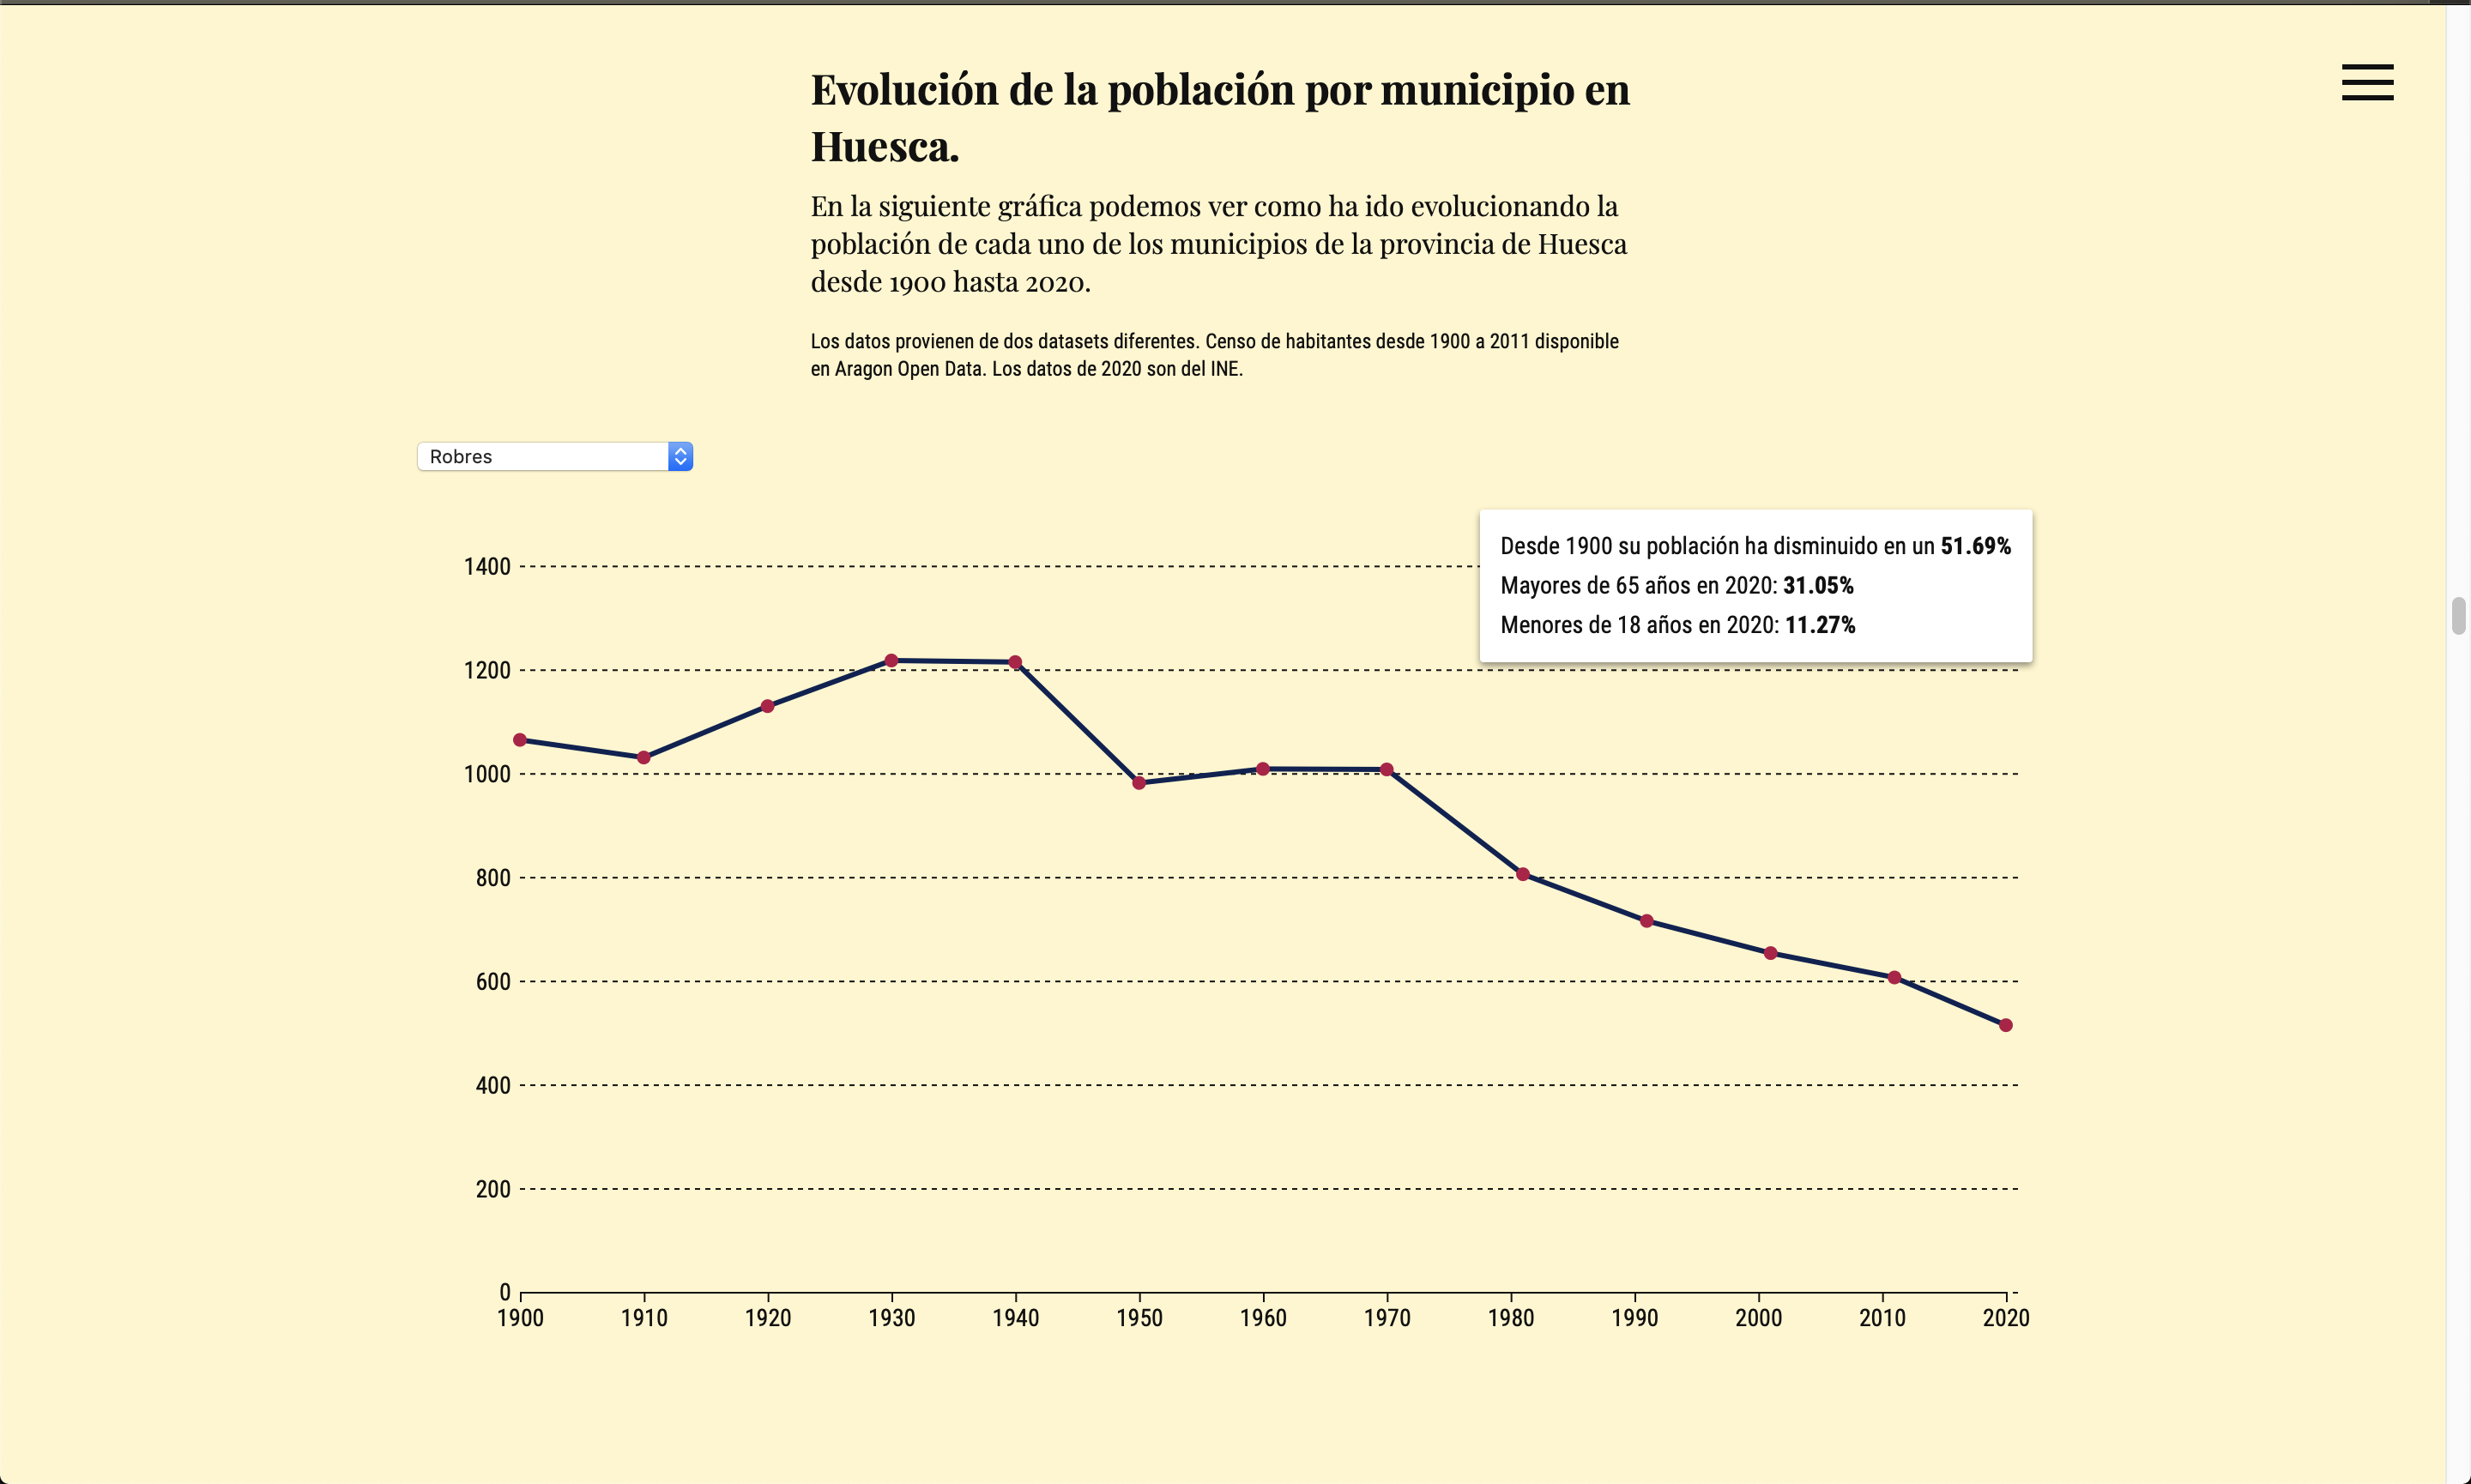 Evolución de la población por municipio en
Huesca.
En la siguiente gráfica podemos ver como ha ido evolucionando la
población de cada uno de los municipios de la provincia de Huesca
desde 1900 hasta 2020.
Los datos provienen de dos datasets diferentes. Censo de habitantes desde 1900 a 2011 disponible
en Aragon Open Data. Los datos de 2020 son del INE.
Robres
Desde 1900 su población ha disminuido en un 51.69%
Mayores de 65 años en 2020: 31.05%
Menores de 18 años en 2020: 11.27%
1400
1200
1000
800
600
400
200
0
1900 1910 1920 1930 1940 1950 1960 1970 1980 1990 2000 2010 2020